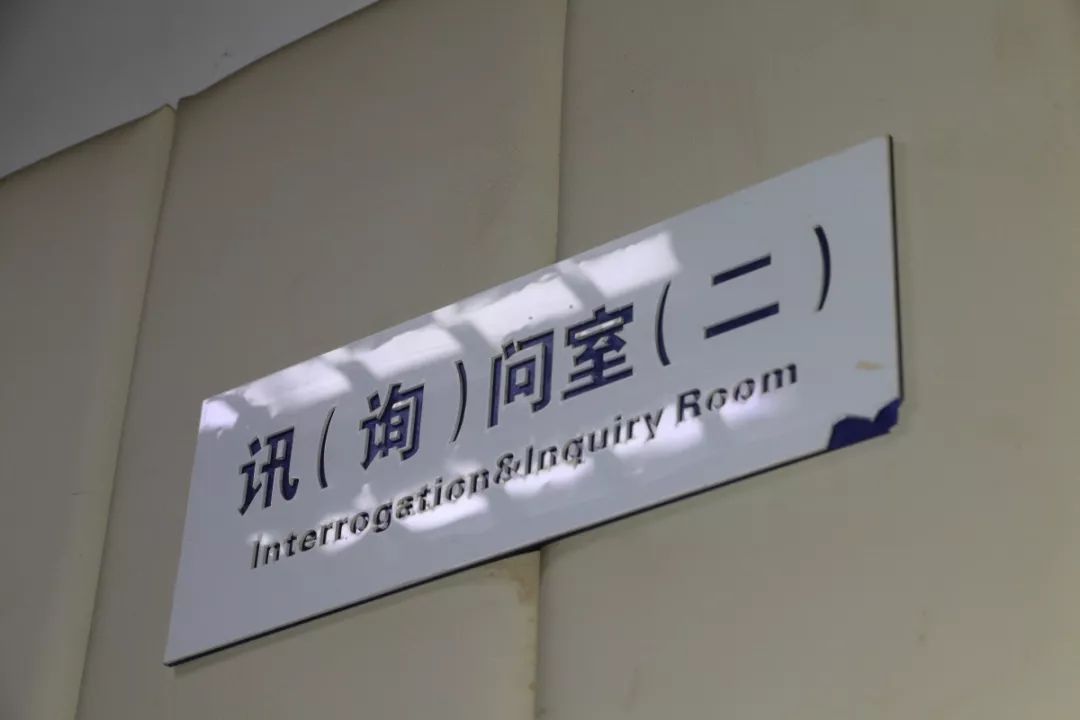 讯(询)问室(二)
Interrogation&Inquiry Room